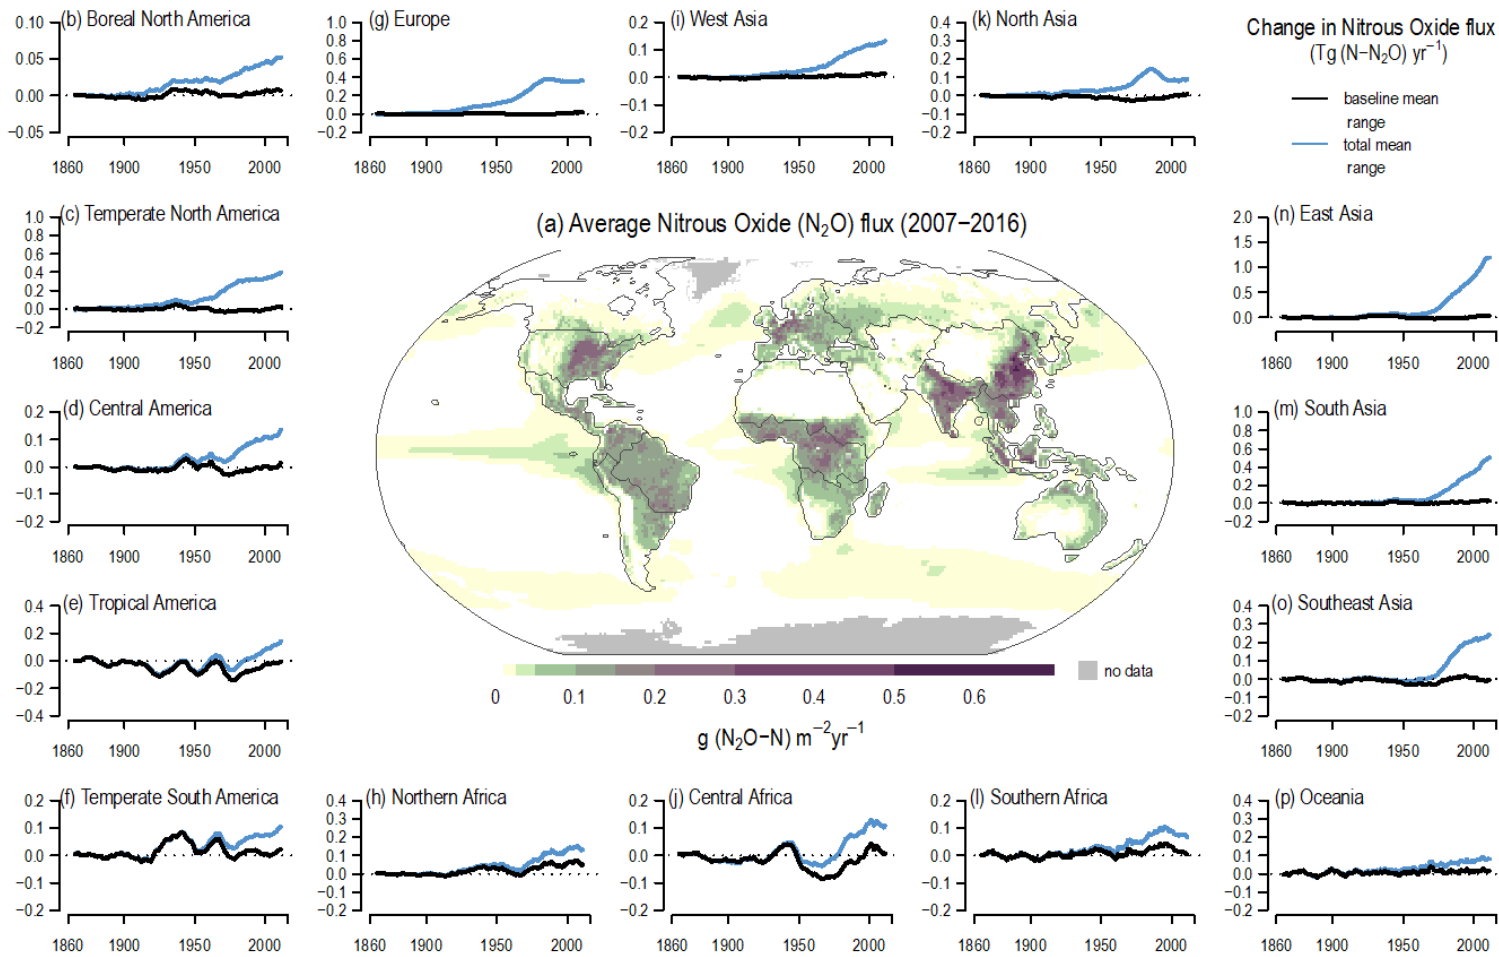 (b) Boreal North America
0.10
0.05
0.00
−0.05
1860 1900 1950 2000
(g) Europe
1.0
0.8
0.6
0.4
0.2
0.0
−0.2
1860 1900 1950 2000
(i) West Asia
0.2
0.1
0.0
−0.1
−0.2
1860 1900 1950 2000
(k) North Asia
0.4
0.3
0.2
0.1
0.0
−0.1
−0.2
1860 1900 1950 2000
Change in Nitrous Oxide flux
(Tg (N−N₂O) yr⁻¹)
baseline mean
range
total mean
range
(c) Temperate North America
1.0
0.8
0.6
0.4
0.2
0.0
−0.2
1860 1900 1950 2000
(a) Average Nitrous Oxide (N₂O) flux (2007−2016)
(n) East Asia
2.0
1.5
1.0
0.5
0.0
1860 1900 1950 2000
(d) Central America
0.2
0.1
0.0
−0.1
−0.2
1860 1900 1950 2000
(m) South Asia
1.0
0.8
0.6
0.4
0.2
0.0
−0.2
1860 1900 1950 2000
(e) Tropical America
0.4
0.2
0.0
−0.2
−0.4
1860 1900 1950 2000
0 0.1 0.2 0.3 0.4 0.5 0.6
no data
g (N₂O−N) m⁻²yr⁻¹
(o) Southeast Asia
0.4
0.3
0.2
0.1
0.0
−0.1
−0.2
1860 1900 1950 2000
(f) Temperate South America
0.2
0.1
0.0
−0.1
−0.2
1860 1900 1950 2000
(h) Northern Africa
0.4
0.3
0.2
0.1
0.0
−0.1
−0.2
1860 1900 1950 2000
(j) Central Africa
0.2
0.1
0.0
−0.1
−0.2
1860 1900 1950 2000
(l) Southern Africa
0.2
0.1
0.0
−0.1
−0.2
1860 1900 1950 2000
(p) Oceania
0.4
0.3
0.2
0.1
0.0
−0.1
−0.2
1860 1900 1950 2000